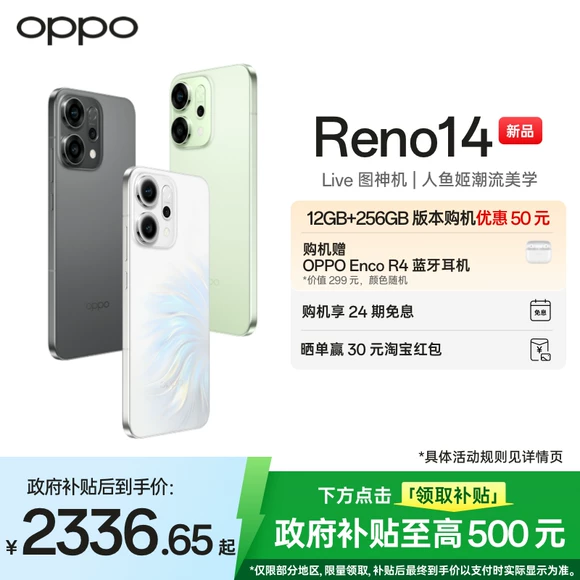 oppo
Reno14 新品
Live 图神机 | 人鱼姬潮流美学
12GB+256GB 版本购机优惠 50 元
购机赠
OPPO Enco R4 蓝牙耳机
*价值 299 元，颜色随机
购机享 24 期免息
免息
晒单赢 30 元淘宝红包
¥
oppo
oppo
*具体活动规则见详情页
政府补贴后到手价：
¥2336.65起
下方点击「领取补贴」
政府补贴至高 500 元
*仅限部分地区，限量领取，补贴后最终到手价以支付时实际显示为准。